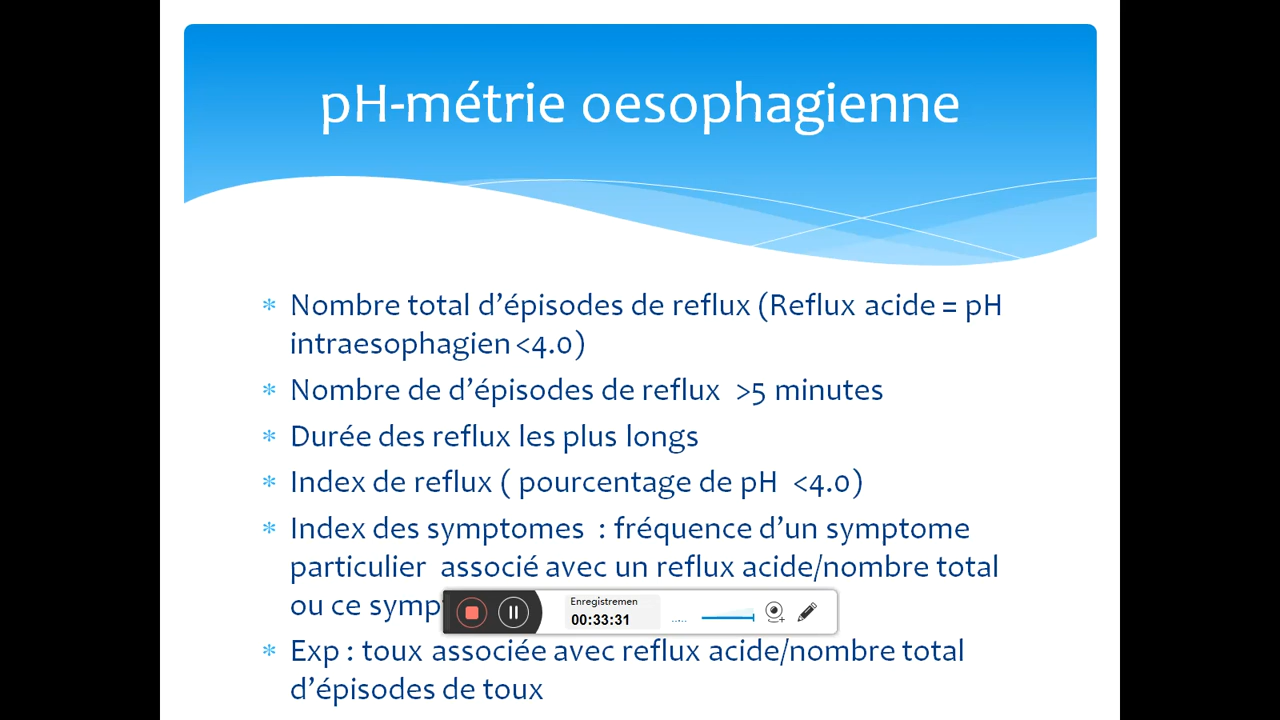 pH-métrie oesophagienne
* Nombre total d’épisodes de reflux (Reflux acide = pH
intraesophagien <4.0)
* Nombre de d’épisodes de reflux >5 minutes
* Durée des reflux les plus longs
* Index de reflux ( pourcentage de pH <4.0)
* Index des symptomes : fréquence d’un symptome
particulier associé avec un reflux acide/nombre total
ou ce
Enregistremen
00:33:31
* Exp : toux associée avec reflux acide/nombre total
d’épisodes de toux